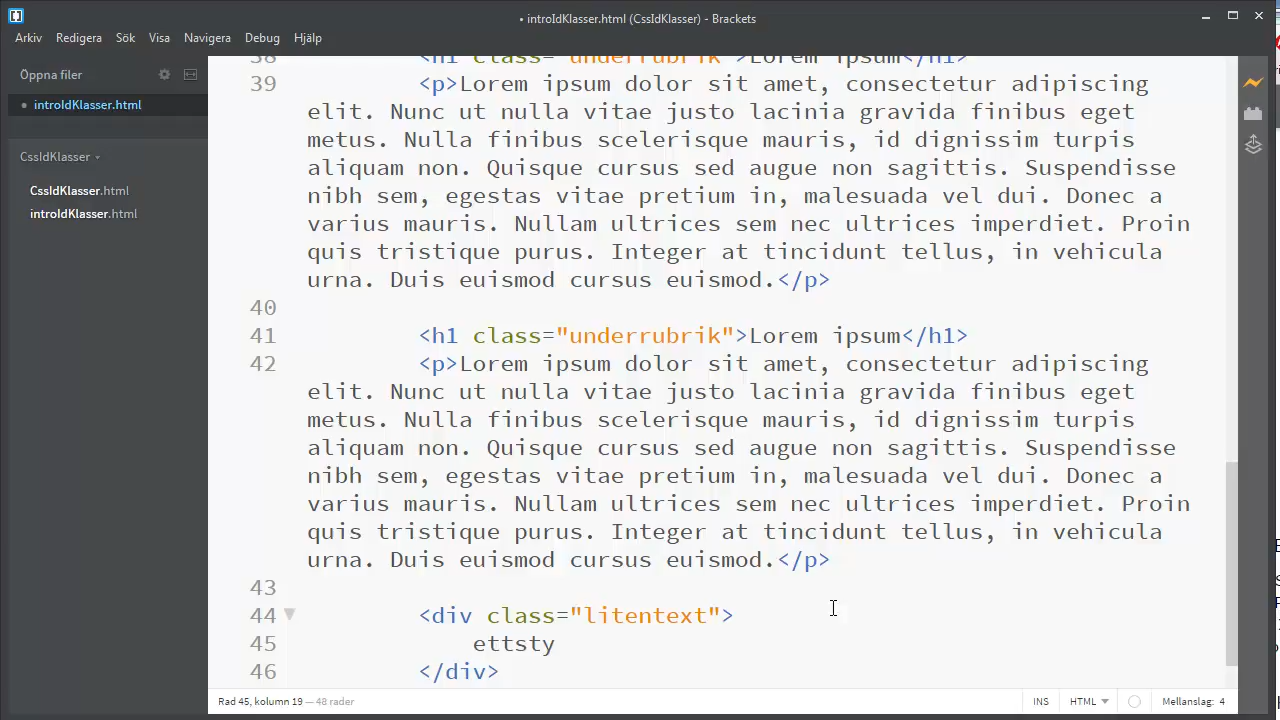 • introIdKlasser.html (CssIdKlasser) - Brackets
Arkiv Redigera Sök Visa Navigera Debug Hjälp
Öppna filer
• introIdKlasser.html
CssIdKlasser
CssIdKlasser.html
introIdKlasser.html
38 <h1 class="underrubrik">Lorem ipsum</h1>
39 <p>Lorem ipsum dolor sit amet, consectetur adipiscing
elit. Nunc ut nulla vitae justo lacinia gravida finibus eget
metus. Nulla finibus scelerisque mauris, id dignissim turpis
aliquam non. Quisque cursus sed augue non sagittis. Suspendisse
nibh sem, egestas vitae pretium in, malesuada vel dui. Donec a
varius mauris. Nullam ultrices sem nec ultrices imperdiet. Proin
quis tristique purus. Integer at tincidunt tellus, in vehicula
urna. Duis euismod cursus euismod.</p>
40
41 <h1 class="underrubrik">Lorem ipsum</h1>
42 <p>Lorem ipsum dolor sit amet, consectetur adipiscing
elit. Nunc ut nulla vitae justo lacinia gravida finibus eget
metus. Nulla finibus scelerisque mauris, id dignissim turpis
aliquam non. Quisque cursus sed augue non sagittis. Suspendisse
nibh sem, egestas vitae pretium in, malesuada vel dui. Donec a
varius mauris. Nullam ultrices sem nec ultrices imperdiet. Proin
quis tristique purus. Integer at tincidunt tellus, in vehicula
urna. Duis euismod cursus euismod.</p>
43
44 <div class="litentext">
45 ettsty
46 </div>
Rad 45, kolumn 19 — 48 rader
INS HTML Mellanslag: 4